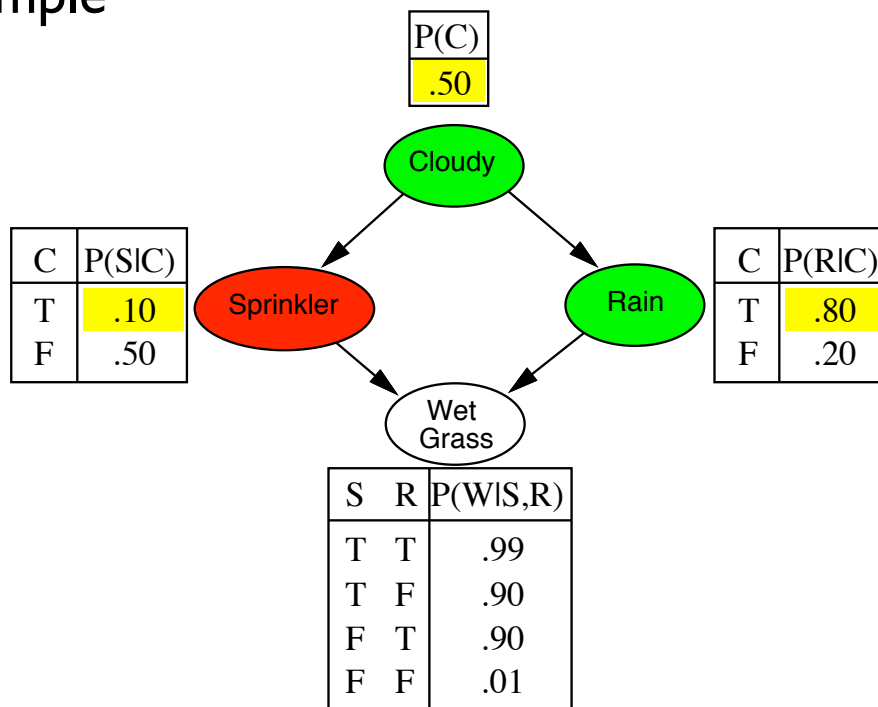 P(C)
.50
Cloudy
C P(S|C)
T .10
F .50
Sprinkler
Rain
C P(R|C)
T .80
F .20
Wet
Grass
S R P(W|S,R)
T T .99
T F .90
F T .90
F F .01